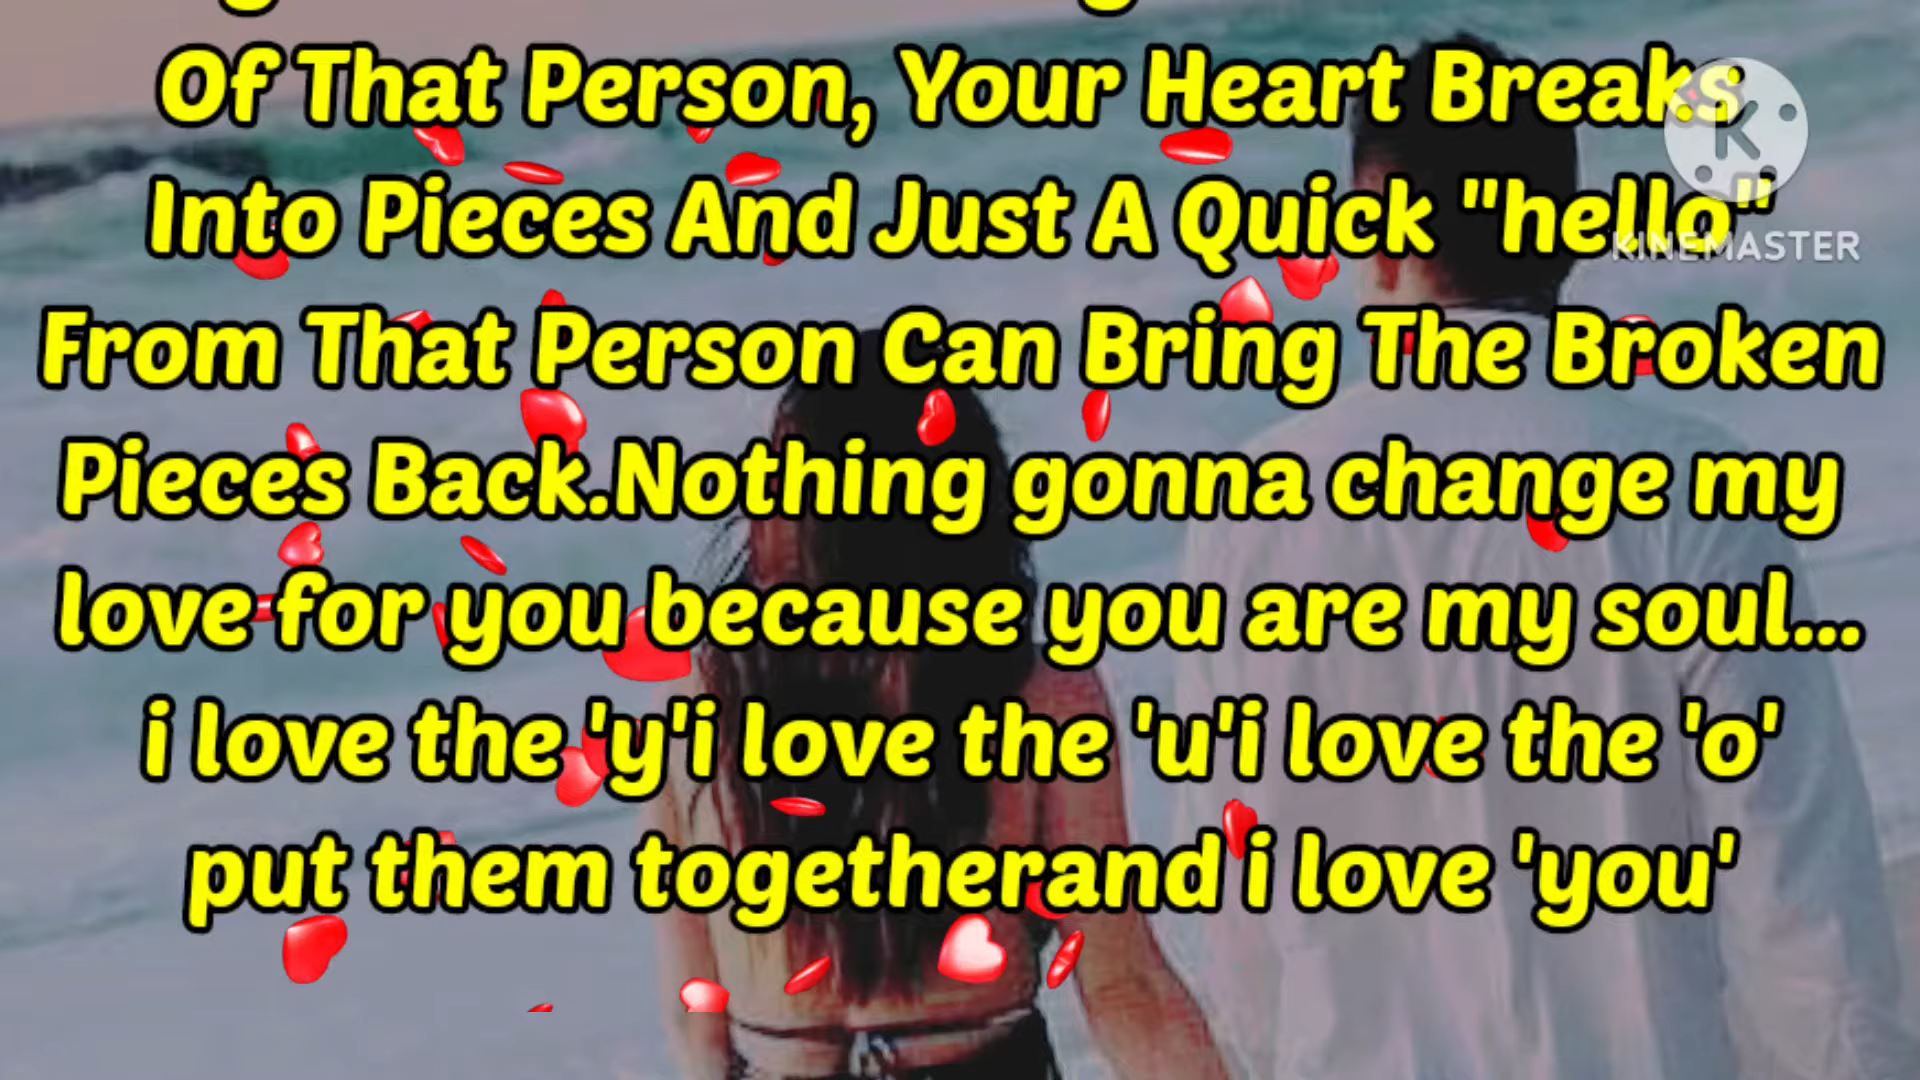 Of That Person, Your Heart Breaks
Into Pieces And Just A Quick "hello"
From That Person Can Bring The Broken
Pieces Back.Nothing gonna change my
love for you because you are my soul...
i love the 'y'i love the 'u'i love the 'o'
put them togetherand i love 'you'
K
KINEMASTER